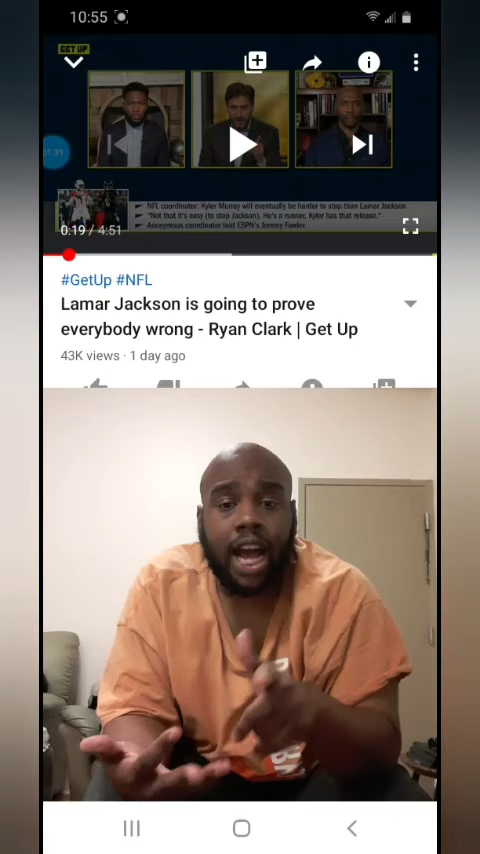 10:55
GET UP
01:31
NFL coordinator: Kyler Murray will eventually be harder to stop than Lamar Jackson
"Not that it's easy (to stop Jackson). He's a runner. Kyler has that release."
Anonymous coordinator told ESPN's Jeremy Fowler
0:19 / 4:51
#GetUp #NFL
Lamar Jackson is going to prove
everybody wrong - Ryan Clark | Get Up
43K views · 1 day ago